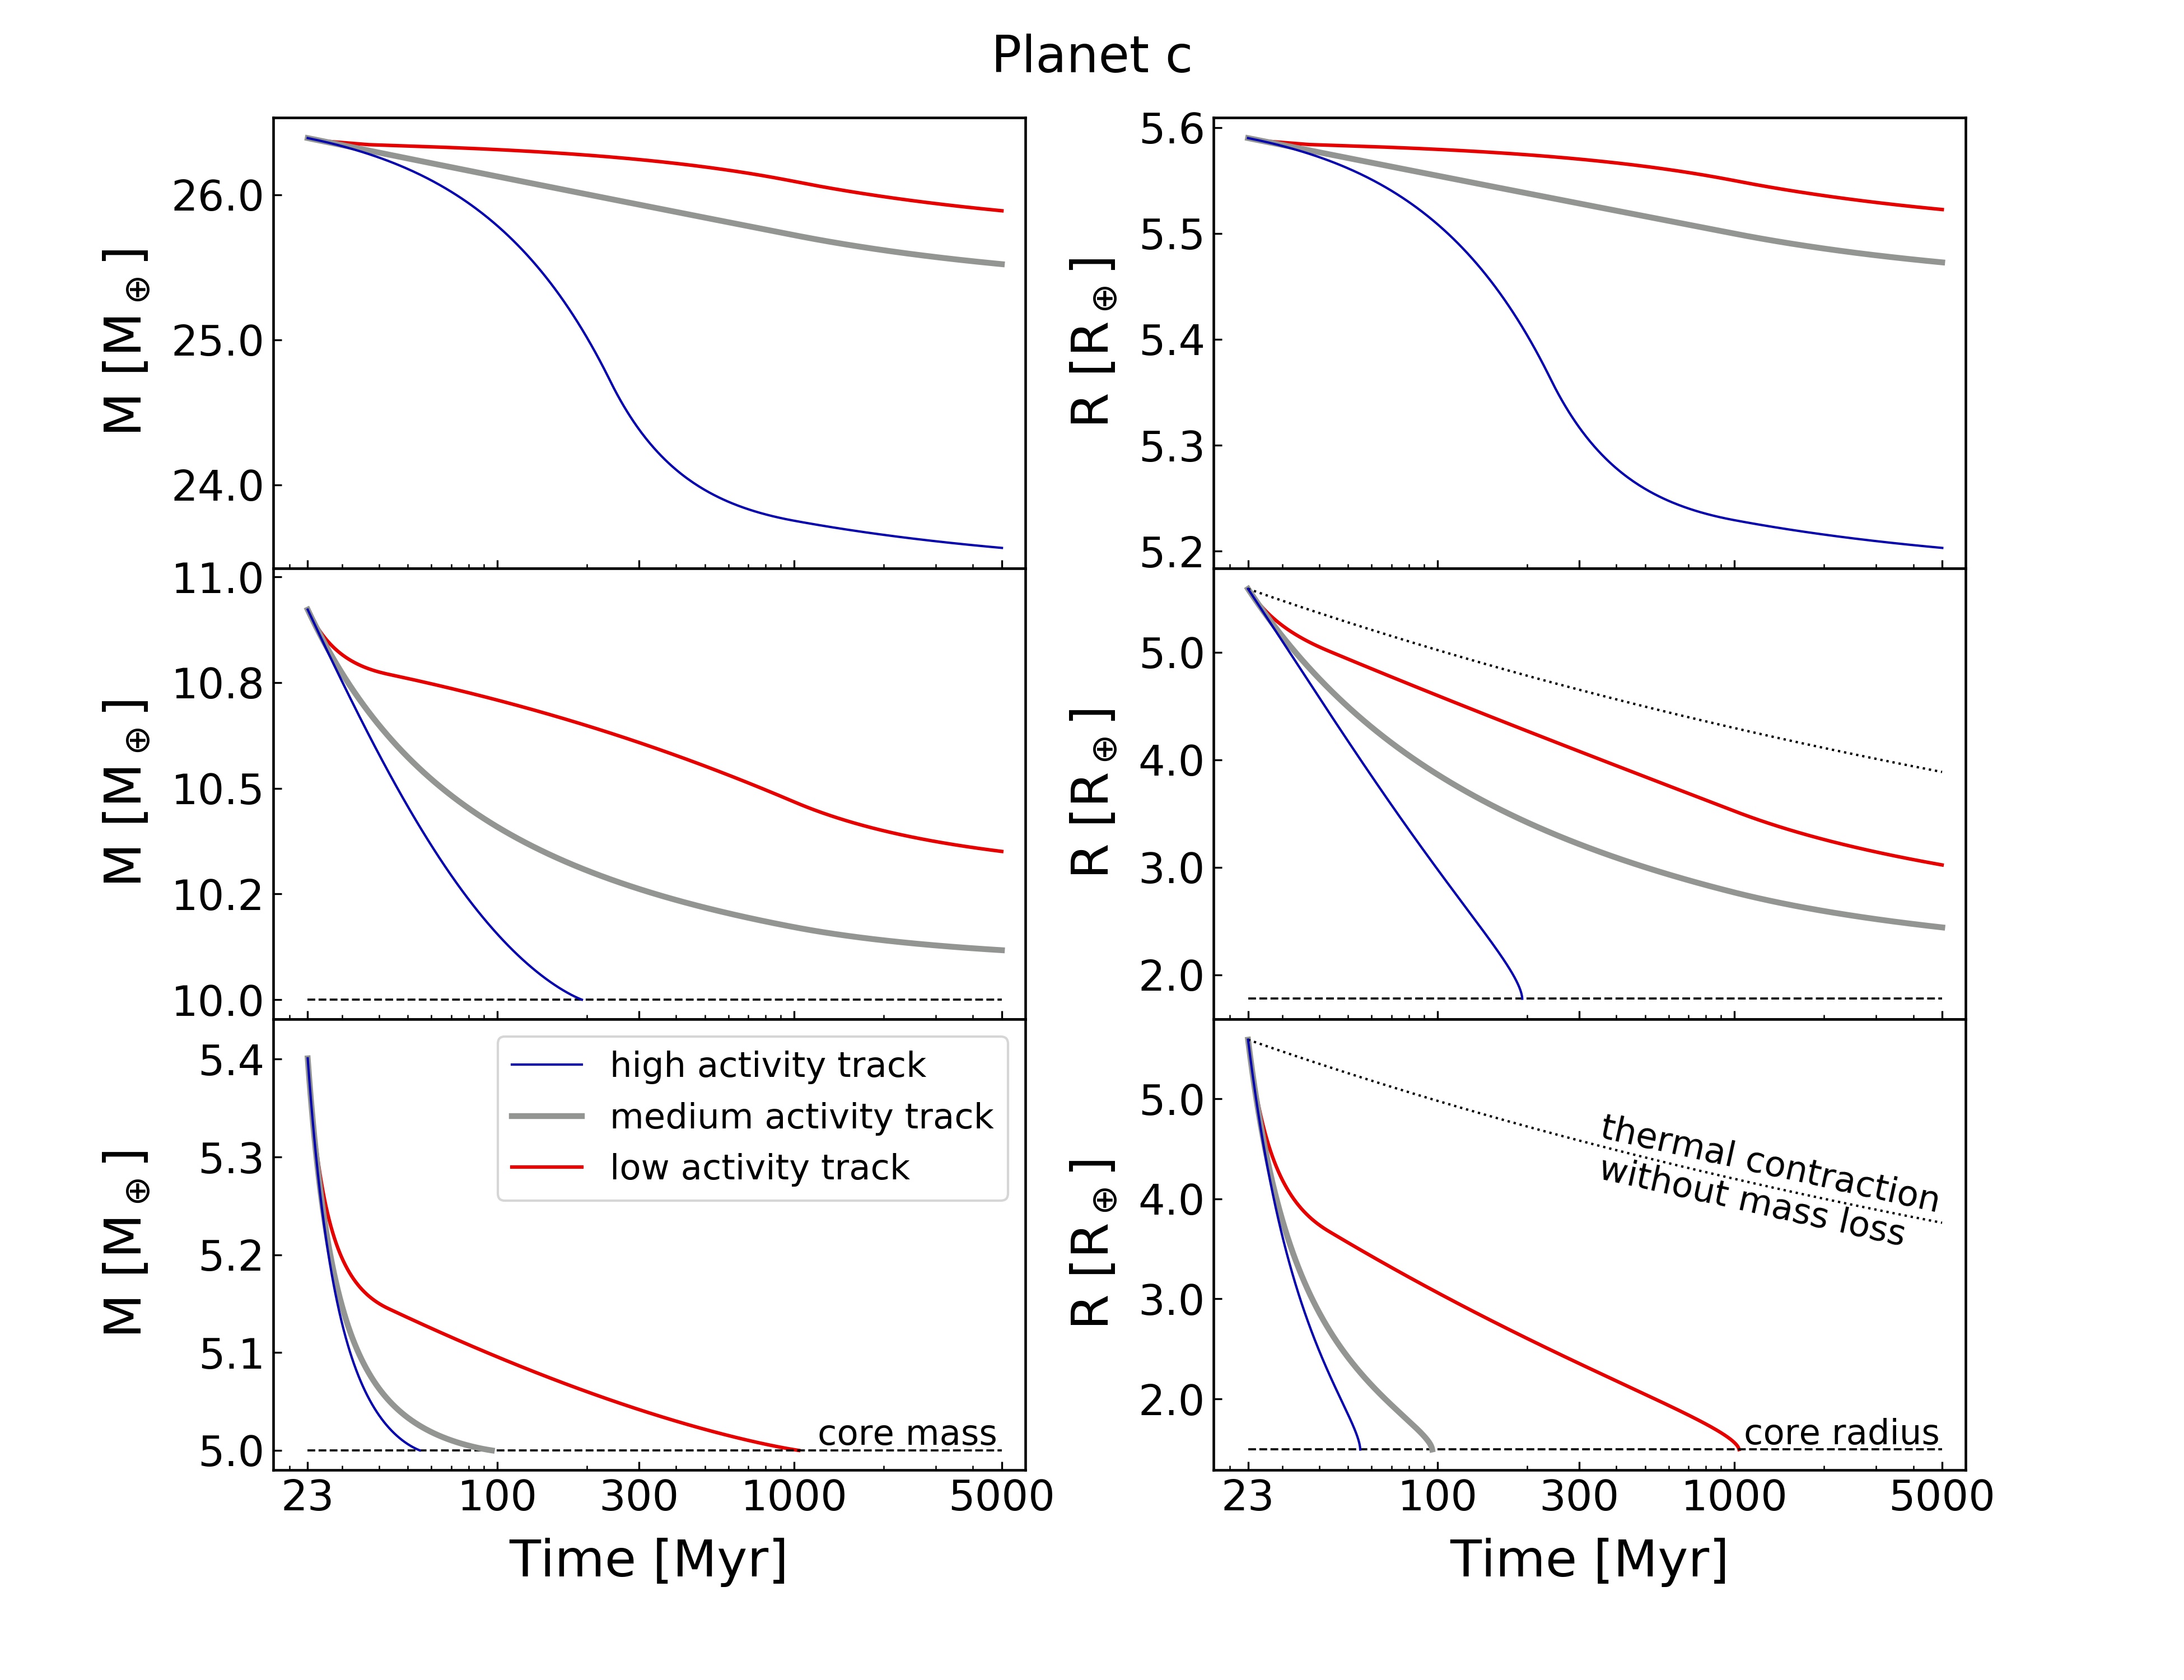 Planet c
M [M⊕]
26.0
25.0
24.0
R [R⊕]
5.6
5.5
5.4
5.3
5.2
M [M⊕]
11.0
10.8
10.5
10.2
10.0
R [R⊕]
5.0
4.0
3.0
2.0
M [M⊕]
5.4
5.3
5.2
5.1
5.0
high activity track
medium activity track
low activity track
core mass
23 100 300 1000 5000
Time [Myr]
R [R⊕]
5.0
4.0
3.0
2.0
thermal contraction
without mass loss
core radius
23 100 300 1000 5000
Time [Myr]